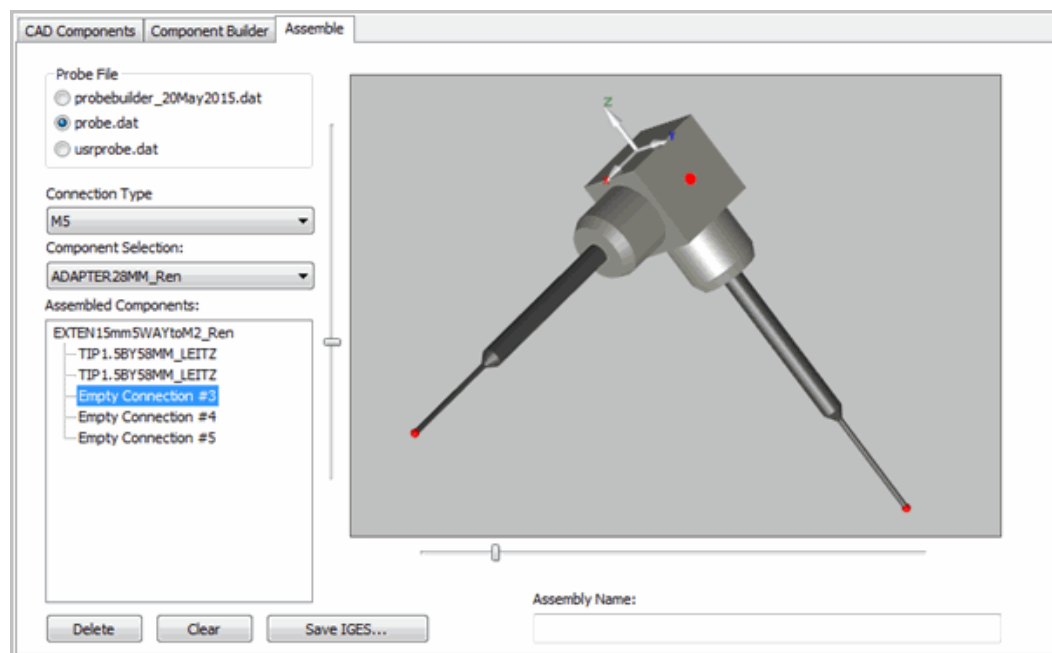 CAD Components Component Builder Assemble
Probe File
probebuilder_20May2015.dat
probe.dat
usrprobe.dat
Connection Type
M5
Component Selection:
ADAPTER28MM_Ren
Assembled Components:
EXTEN15mm5WAYtoM2_Ren
TIP1.5BY58MM_LEITZ
TIP1.5BY58MM_LEITZ
Empty Connection #3
Empty Connection #4
Empty Connection #5
Z
Y
X
Delete Clear Save IGES...
Assembly Name: